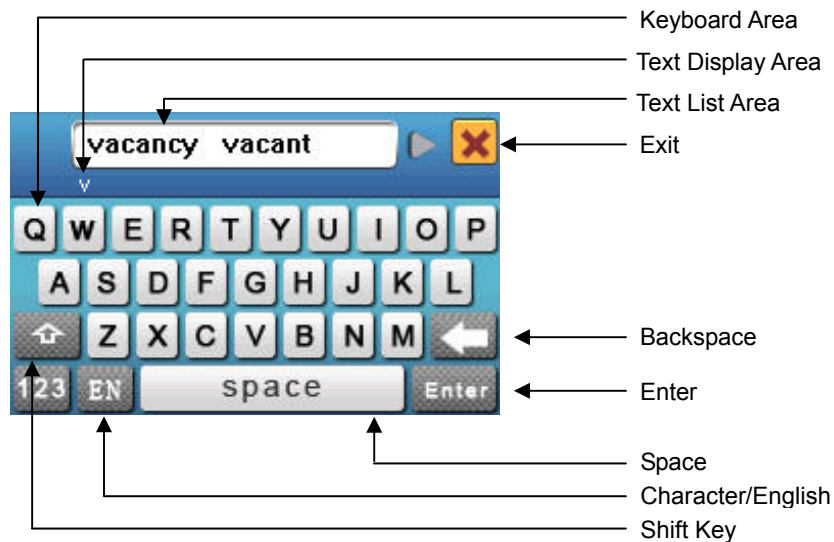 Keyboard Area
Text Display Area
Text List Area
vacancy vacant
Exit
v
Q W E R T Y U I O P
A S D F G H J K L
Z X C V B N M
Backspace
123 EN space Enter
Enter
Space
Character/English
Shift Key